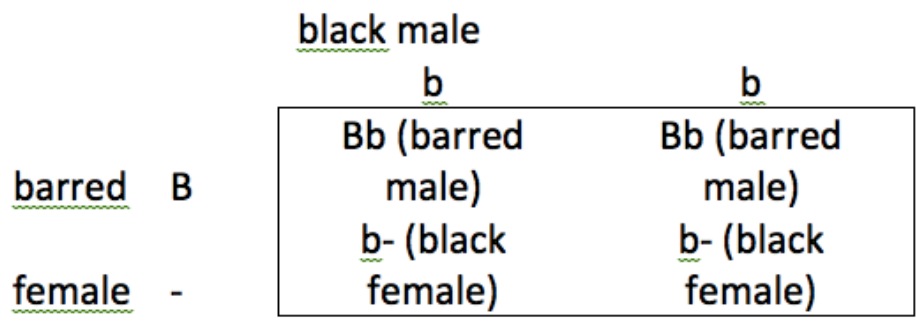 black male
b b
Bb (barred Bb (barred
barred B male) male)
b- (black b- (black
female - female) female)